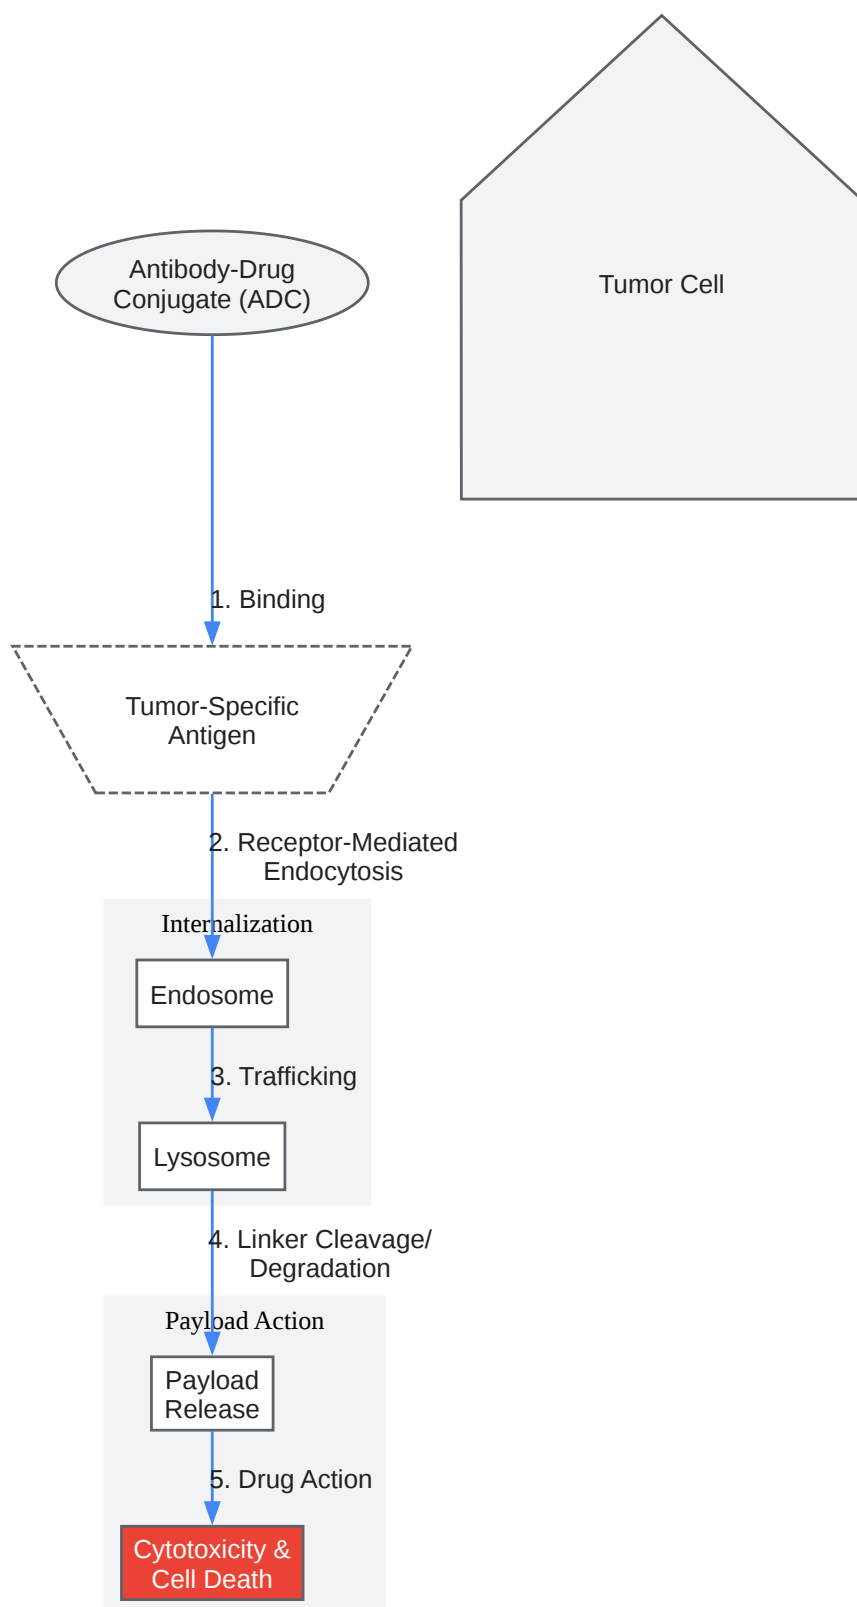 Antibody-Drug
Conjugate (ADC)
Tumor Cell
1. Binding
Tumor-Specific
Antigen
2. Receptor-Mediated
Endocytosis
Internalization
Endosome
3. Trafficking
Lysosome
4. Linker Cleavage/
Degradation
Payload Action
Payload
Release
5. Drug Action
Cytotoxicity &
Cell Death